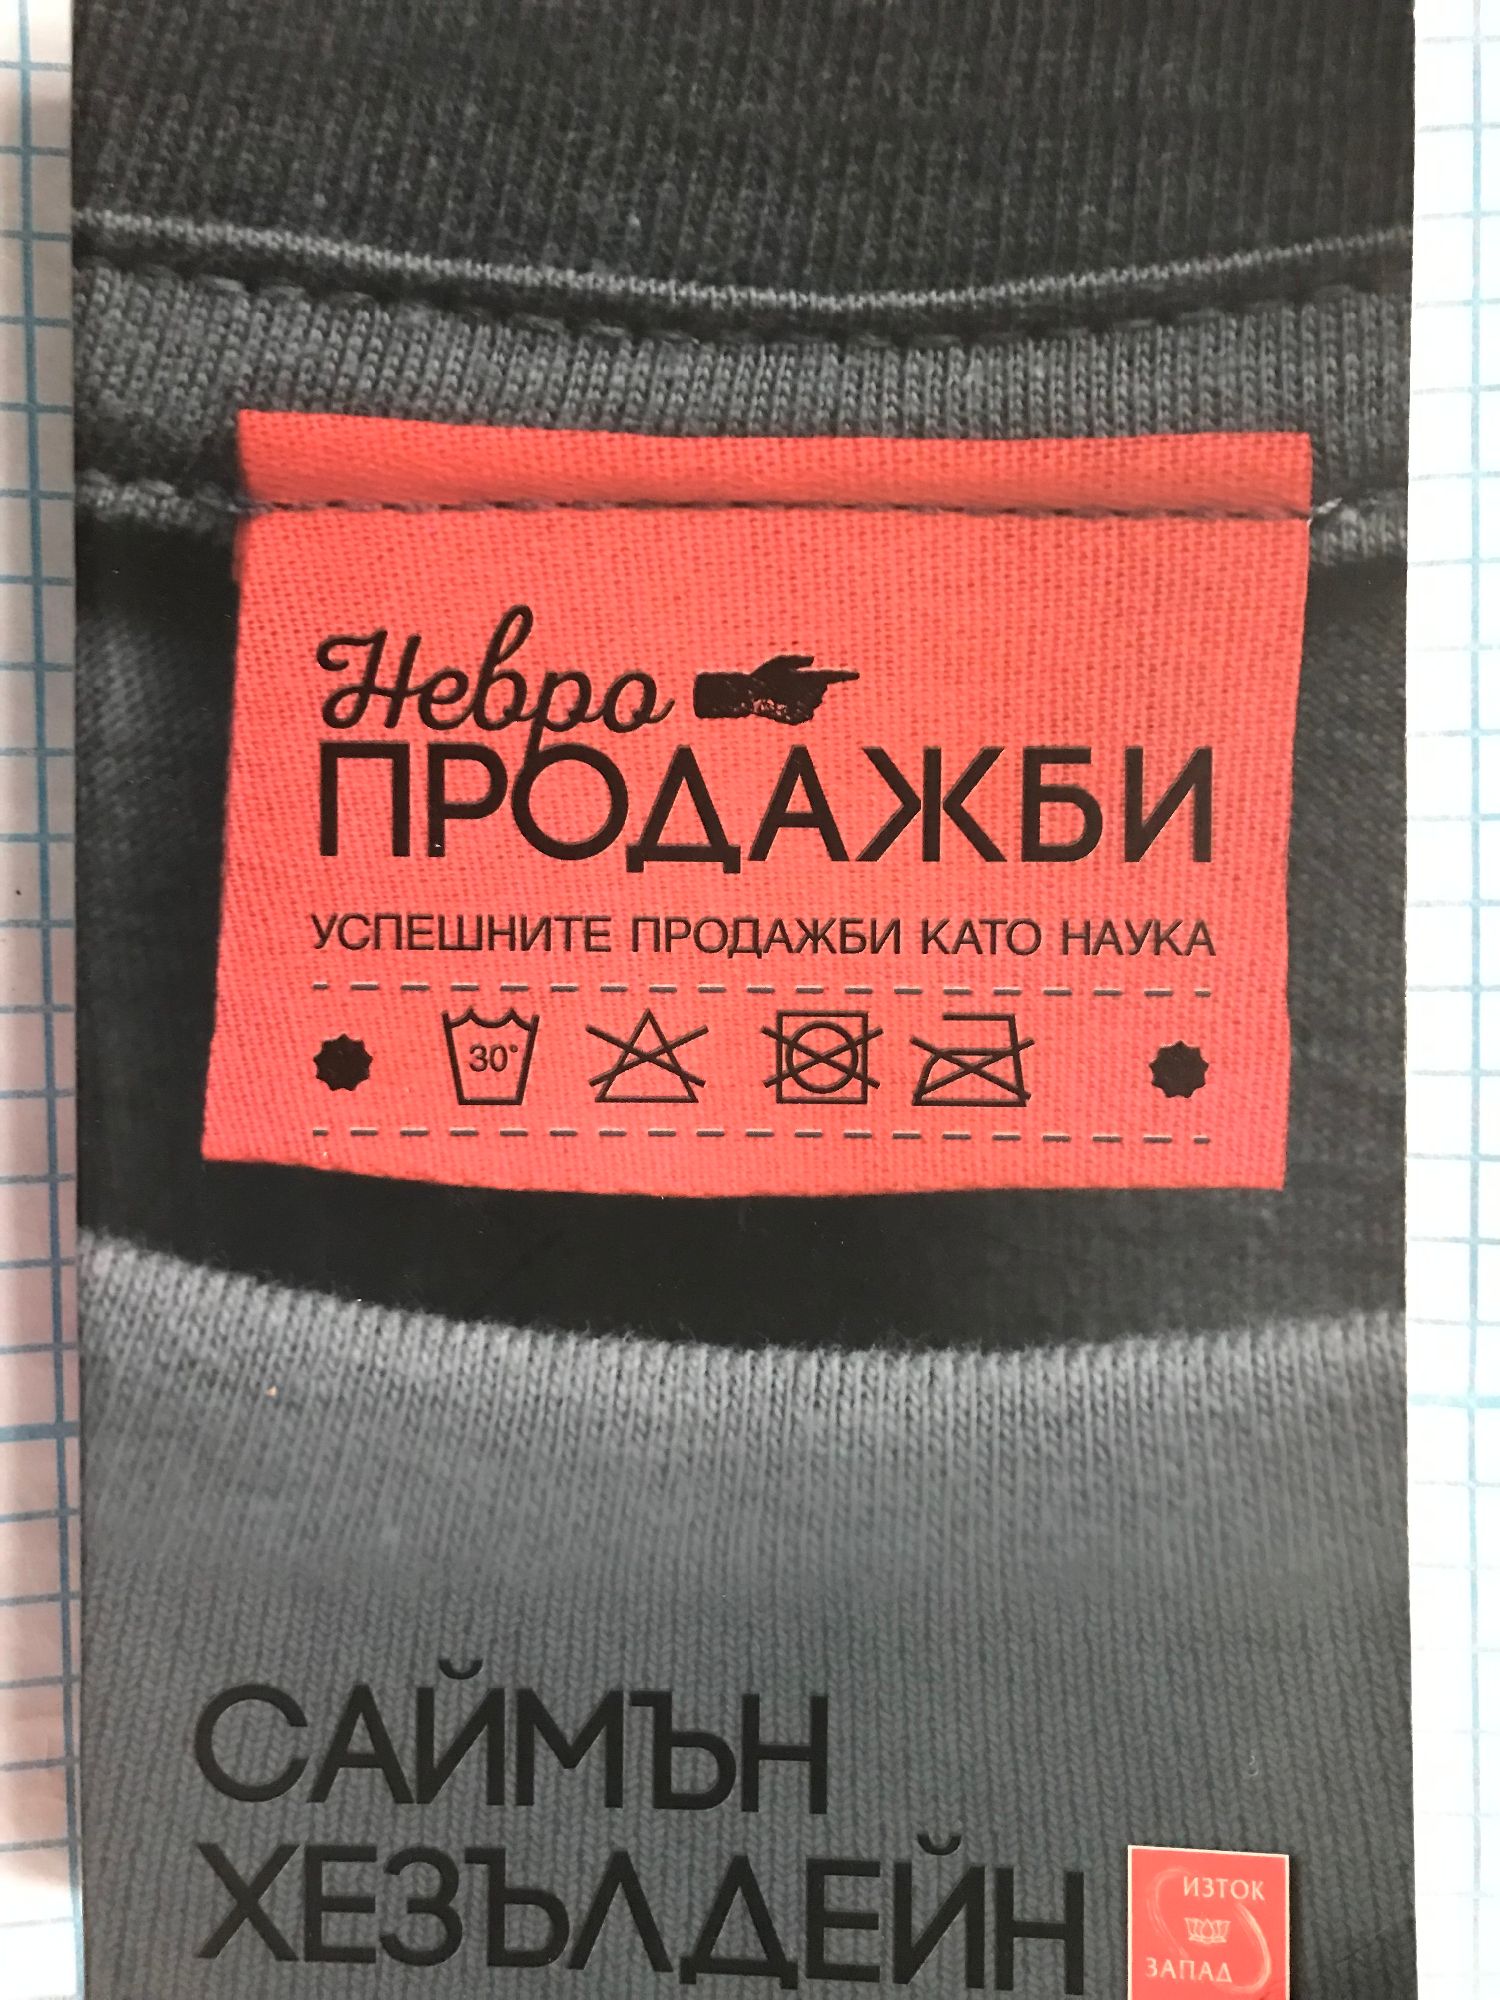 Невро
ПРОДАЖБИ
УСПЕШНИТЕ ПРОДАЖБИ КАТО НАУКА
30°
САЙМЪН
ХЕЗЪЛДЕЙН
ИЗТОК
ЗАПАД